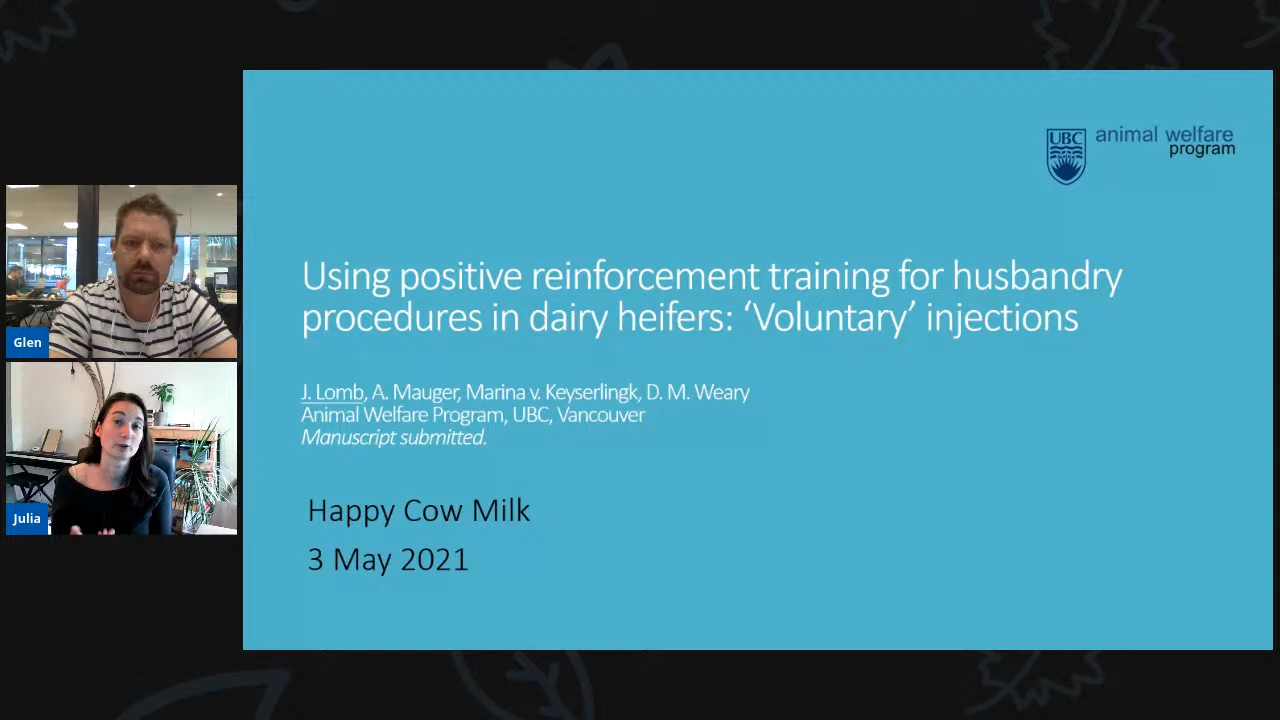 UBC animal welfare
program
Using positive reinforcement training for husbandry
procedures in dairy heifers: ‘Voluntary’ injections
J. Lomb, A. Mauger, Marina v. Keyserlingk, D. M. Weary
Animal Welfare Program, UBC, Vancouver
Manuscript submitted.
Happy Cow Milk
3 May 2021
Glen
Julia